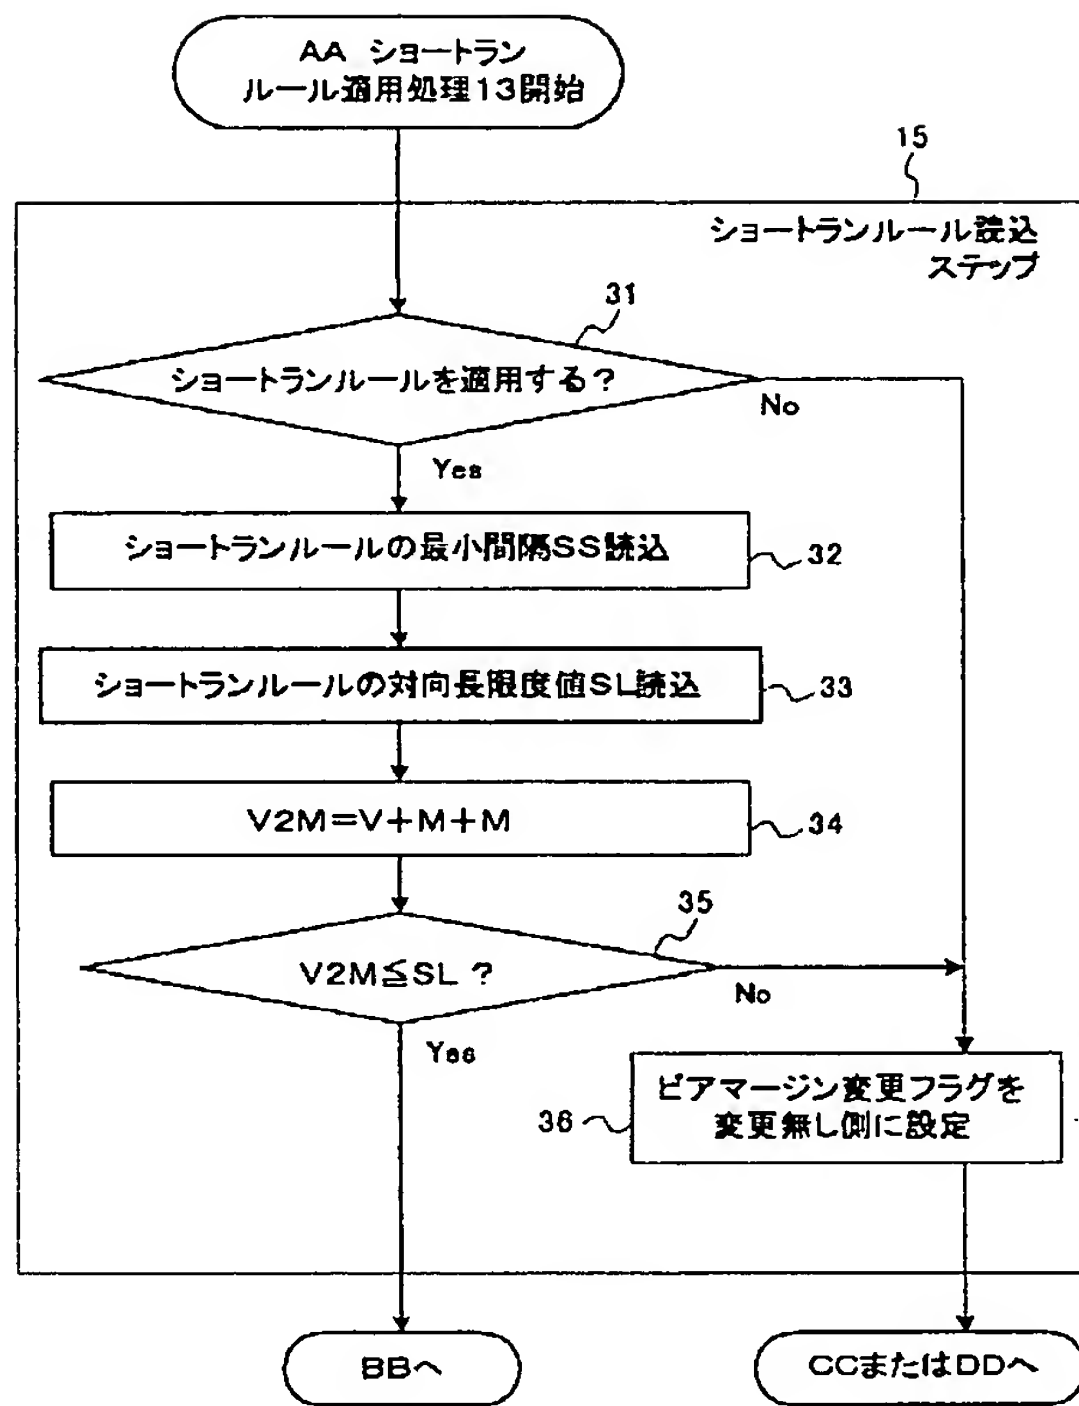 AA ショートラン
ルール適用処理13開始
15
ショートランルール読込
ステップ
31
ショートランルールを適用する？
No
Yes
ショートランルールの最小間隔SS読込
32
ショートランルールの対向長限度値SL読込
33
V2M=V+M+M
34
35
V2M≦SL？
No
Yes
ビアマージン変更フラグを
変更無し側に設定
36
BBへ
CCまたはDDへ